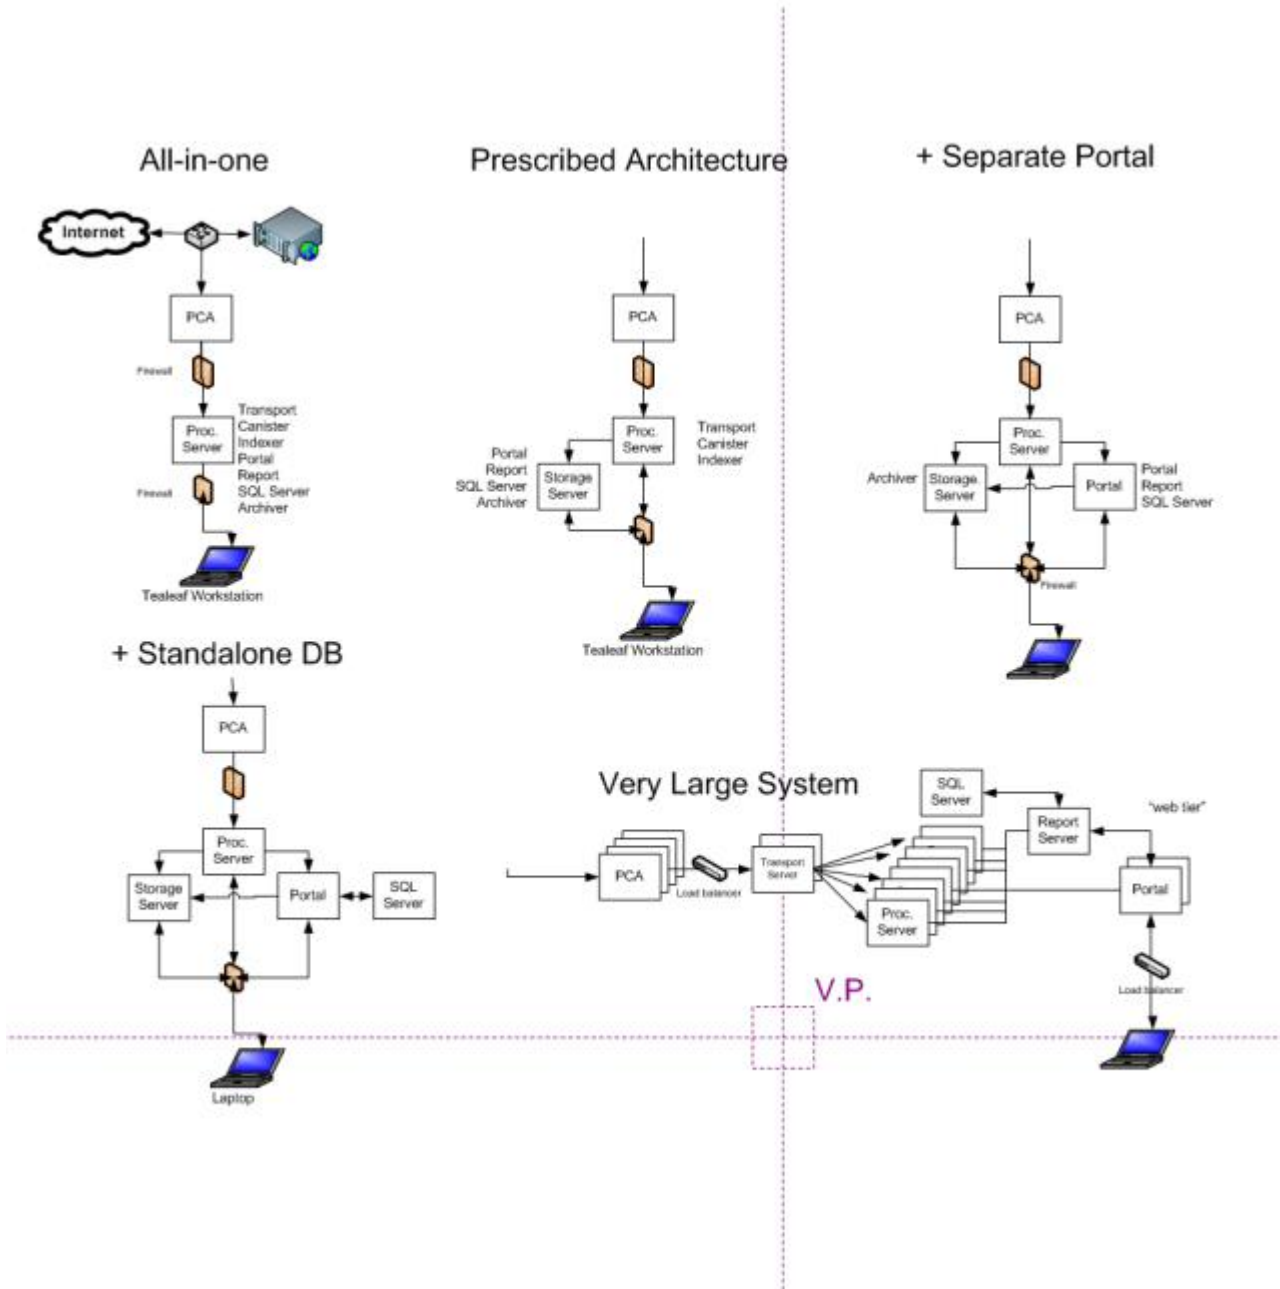 All-in-one
Internet
PCA
Firewall
Proc.
Server
Transport
Canister
Indexer
Portal
Report
SQL Server
Archiver
Firewall
Tealeaf Workstation
Prescribed Architecture
PCA
Proc.
Server
Transport
Canister
Indexer
Portal
Report
SQL Server
Archiver
Storage
Server
Tealeaf Workstation
+ Separate Portal
PCA
Proc.
Server
Archiver
Storage
Server
Portal
Portal
Report
SQL Server
Firewall
+ Standalone DB
PCA
Proc.
Server
Storage
Server
Portal
SQL
Server
Laptop
Very Large System
PCA
Load balancer
Transport
Server
Proc.
Server
SQL
Server
Report
Server
"web tier"
Portal
Load balancer
V.P.